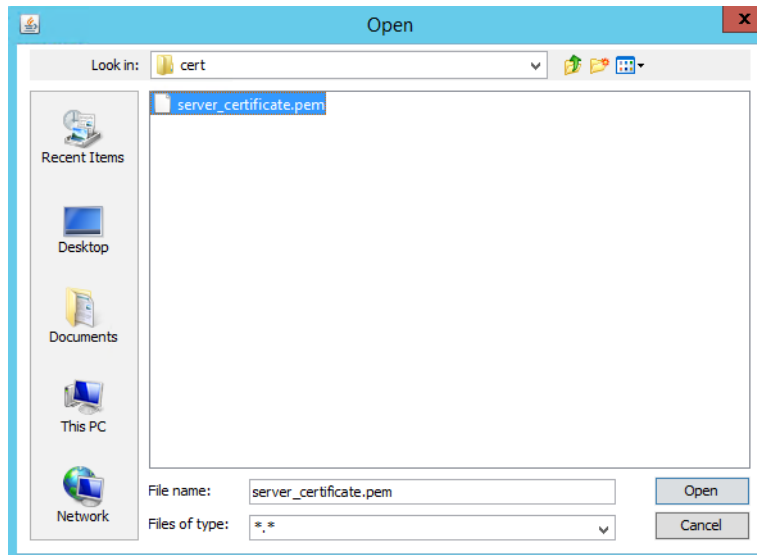 Open
x
Look in:
cert
server_certificate.pem
Recent Items
Desktop
Documents
This PC
Network
File name:
server_certificate.pem
Open
Files of type:
*.*
Cancel